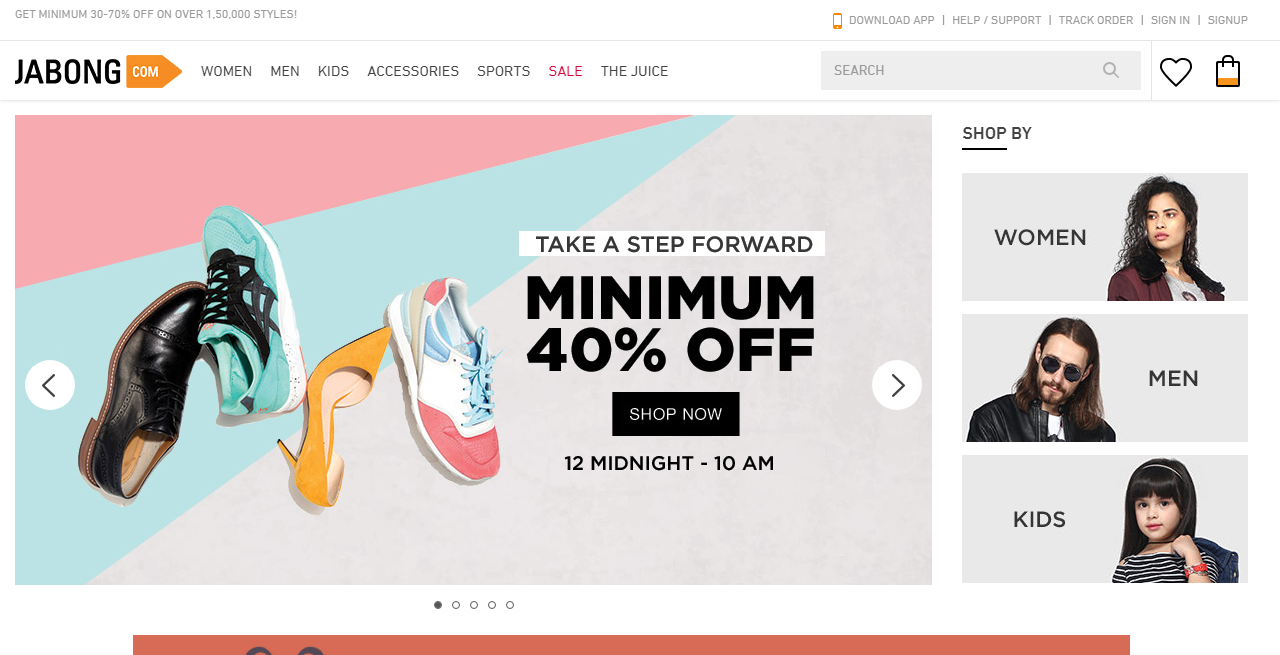 GET MINIMUM 30-70% OFF ON OVER 1,50,000 STYLES!
DOWNLOAD APP | HELP / SUPPORT | TRACK ORDER | SIGN IN | SIGNUP
JABONG COM
WOMEN MEN KIDS ACCESSORIES SPORTS SALE THE JUICE
SEARCH
TAKE A STEP FORWARD
MINIMUM
40% OFF
SHOP NOW
12 MIDNIGHT - 10 AM
SHOP BY
WOMEN
MEN
KIDS